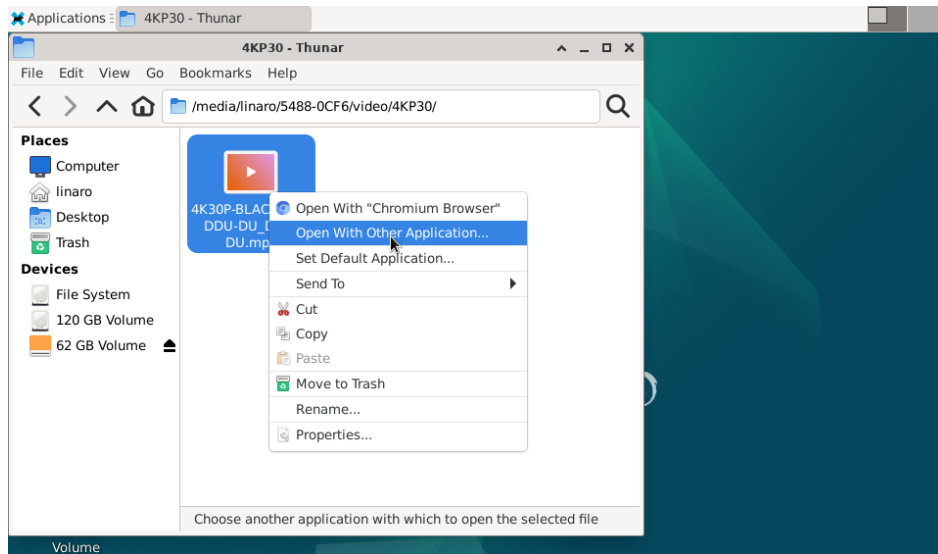 Applications
4KP30 - Thunar
4KP30 - Thunar
File Edit View Go Bookmarks Help
/media/linaro/5488-0CF6/video/4KP30/
Places
Computer
linaro
Desktop
Trash
Devices
File System
120 GB Volume
62 GB Volume
4K30P-BLAC
DDU-DU_D
DU.mp
Open With "Chromium Browser"
Open With Other Application...
Set Default Application...
Send To
Cut
Copy
Paste
Move to Trash
Rename...
Properties...
Choose another application with which to open the selected file
Volume